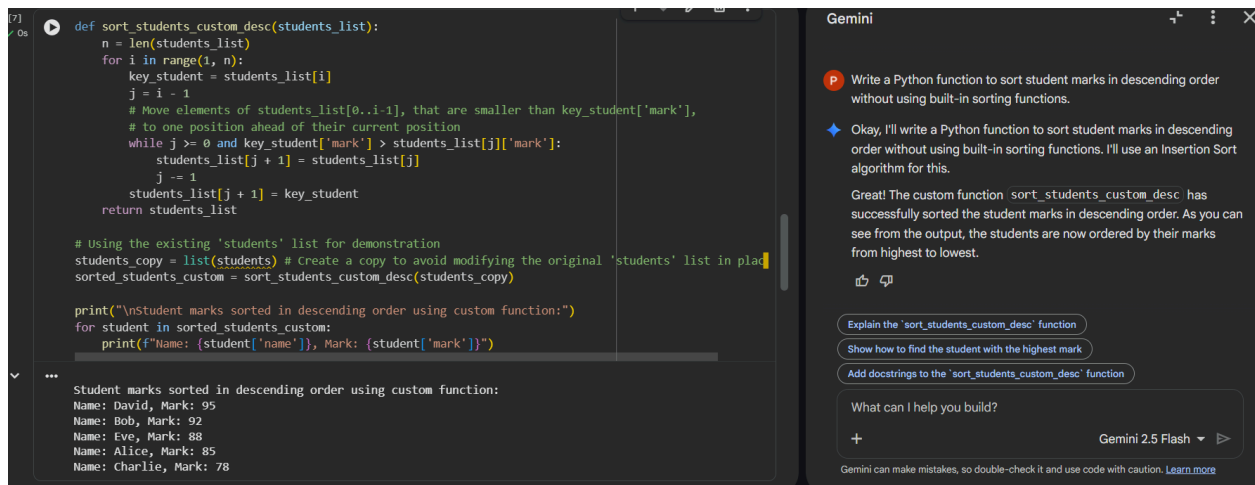 [7]
0s
def sort_students_custom_desc(students_list):
    n = len(students_list)
    for i in range(1, n):
        key_student = students_list[i]
        j = i - 1
        # Move elements of students_list[0..i-1], that are smaller than key_student['mark'],
        # to one position ahead of their current position
        while j >= 0 and key_student['mark'] > students_list[j]['mark']:
            students_list[j + 1] = students_list[j]
            j -= 1
        students_list[j + 1] = key_student
    return students_list

# Using the existing 'students' list for demonstration
students_copy = list(students) # Create a copy to avoid modifying the original 'students' list in plac
sorted_students_custom = sort_students_custom_desc(students_copy)

print("\nStudent marks sorted in descending order using custom function:")
for student in sorted_students_custom:
    print(f"Name: {student['name']}, Mark: {student['mark']}")

Student marks sorted in descending order using custom function:
Name: David, Mark: 95
Name: Bob, Mark: 92
Name: Eve, Mark: 88
Name: Alice, Mark: 85
Name: Charlie, Mark: 78
Gemini
P
Write a Python function to sort student marks in descending
order without using built-in sorting functions.
Okay, I'll write a Python function to sort student marks in descending
order without using built-in sorting functions. I'll use an Insertion Sort
algorithm for this.
Great! The custom function sort_students_custom_desc has
successfully sorted the student marks in descending order. As you can
see from the output, the students are now ordered by their marks
from highest to lowest.
Explain the `sort_students_custom_desc` function
Show how to find the student with the highest mark
Add docstrings to the `sort_students_custom_desc` function
What can I help you build?
Gemini 2.5 Flash
Gemini can make mistakes, so double-check it and use code with caution. Learn more